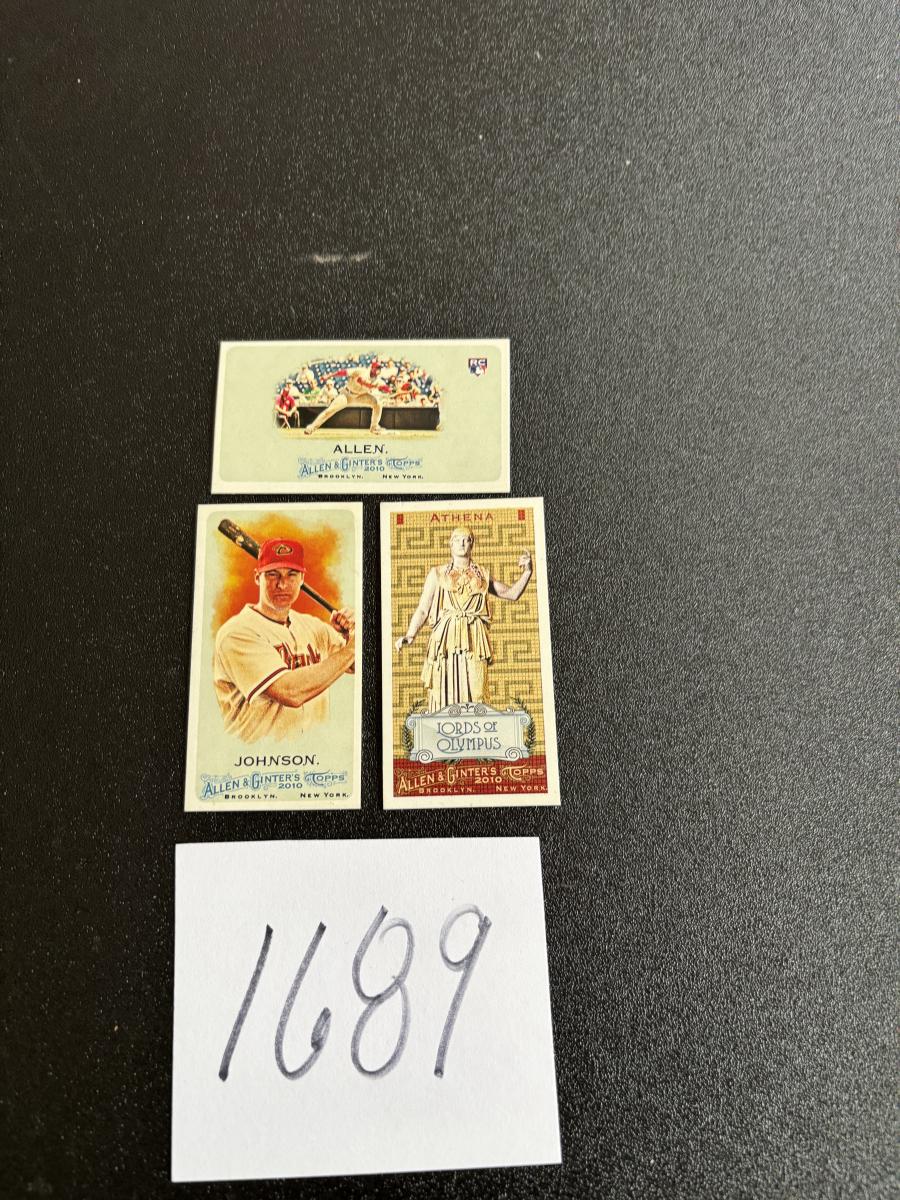 RC
ALLEN.
ALLEN & GINTER'S TOPPS
2010
BROOKLYN. NEW YORK.
JOHNSON.
ALLEN & GINTER'S TOPPS
2010
BROOKLYN. NEW YORK.
ATHENA
LORDS OF
OLYMPUS
ALLEN & GINTER'S TOPPS
2010
BROOKLYN. NEW YORK.
1689